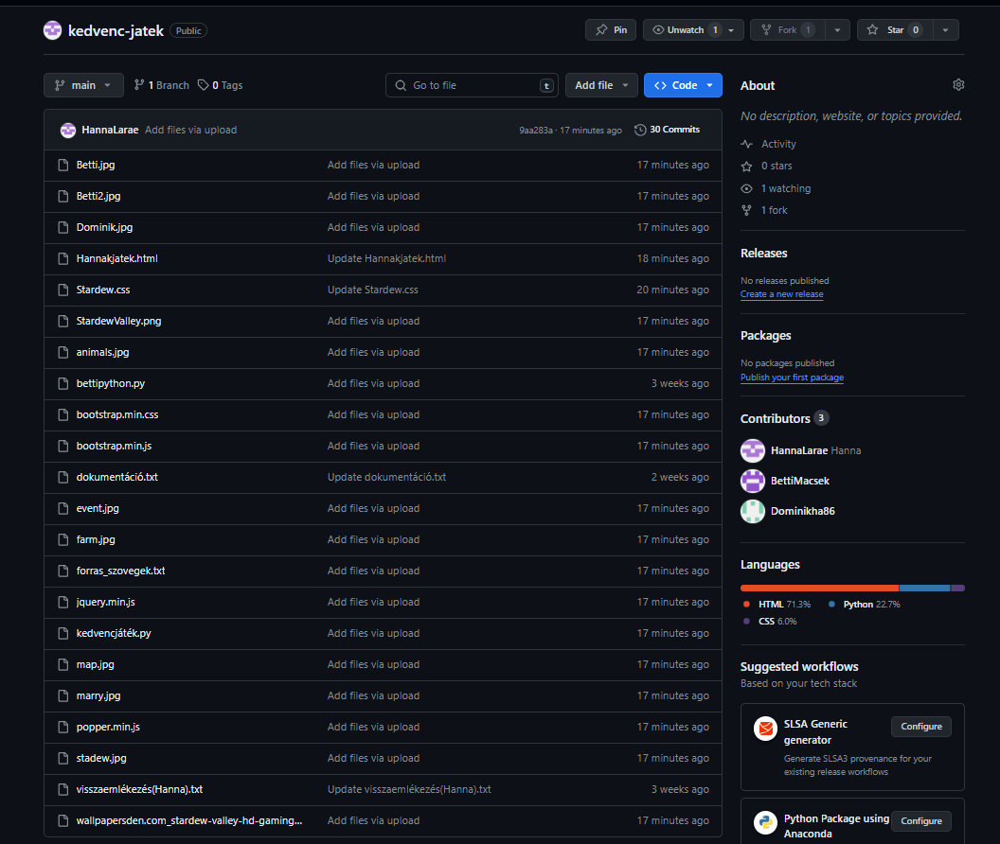 kedvenc-jatek Public Pin Unwatch 1 Fork 1 Star 0
main 1 Branch 0 Tags Go to file t Add file Code
HannaLarae Add files via upload 9aa283a · 17 minutes ago 30 Commits
Betti.jpg Add files via upload 17 minutes ago
Betti2.jpg Add files via upload 17 minutes ago
Dominik.jpg Add files via upload 17 minutes ago
Hannakjatek.html Update Hannakjatek.html 18 minutes ago
Stardew.css Update Stardew.css 20 minutes ago
StardewValley.png Add files via upload 17 minutes ago
animals.jpg Add files via upload 17 minutes ago
bettipython.py Add files via upload 3 weeks ago
bootstrap.min.css Add files via upload 17 minutes ago
bootstrap.min.js Add files via upload 17 minutes ago
dokumentáció.txt Update dokumentáció.txt 2 weeks ago
event.jpg Add files via upload 17 minutes ago
farm.jpg Add files via upload 17 minutes ago
forras_szovegek.txt Add files via upload 17 minutes ago
jquery.min.js Add files via upload 17 minutes ago
kedvencjáték.py Add files via upload 17 minutes ago
map.jpg Add files via upload 17 minutes ago
marry.jpg Add files via upload 17 minutes ago
popper.min.js Add files via upload 17 minutes ago
stadew.jpg Add files via upload 17 minutes ago
visszaemlékezés(Hanna).txt Update visszaemlékezés(Hanna).txt 3 weeks ago
wallpapersden.com_stardew-valley-hd-gaming... Add files via upload 17 minutes ago
About
No description, website, or topics provided.
Activity
0 stars
1 watching
1 fork
Releases
No releases published
Create a new release
Packages
No packages published
Publish your first package
Contributors 3
HannaLarae Hanna
BettiMacsek
Dominikha86
Languages
HTML 71.3% Python 22.7%
CSS 6.0%
Suggested workflows
Based on your tech stack
SLSA Generic
generator
Configure
Generate SLSA3 provenance for your
existing release workflows
Python Package using
Anaconda
Configure